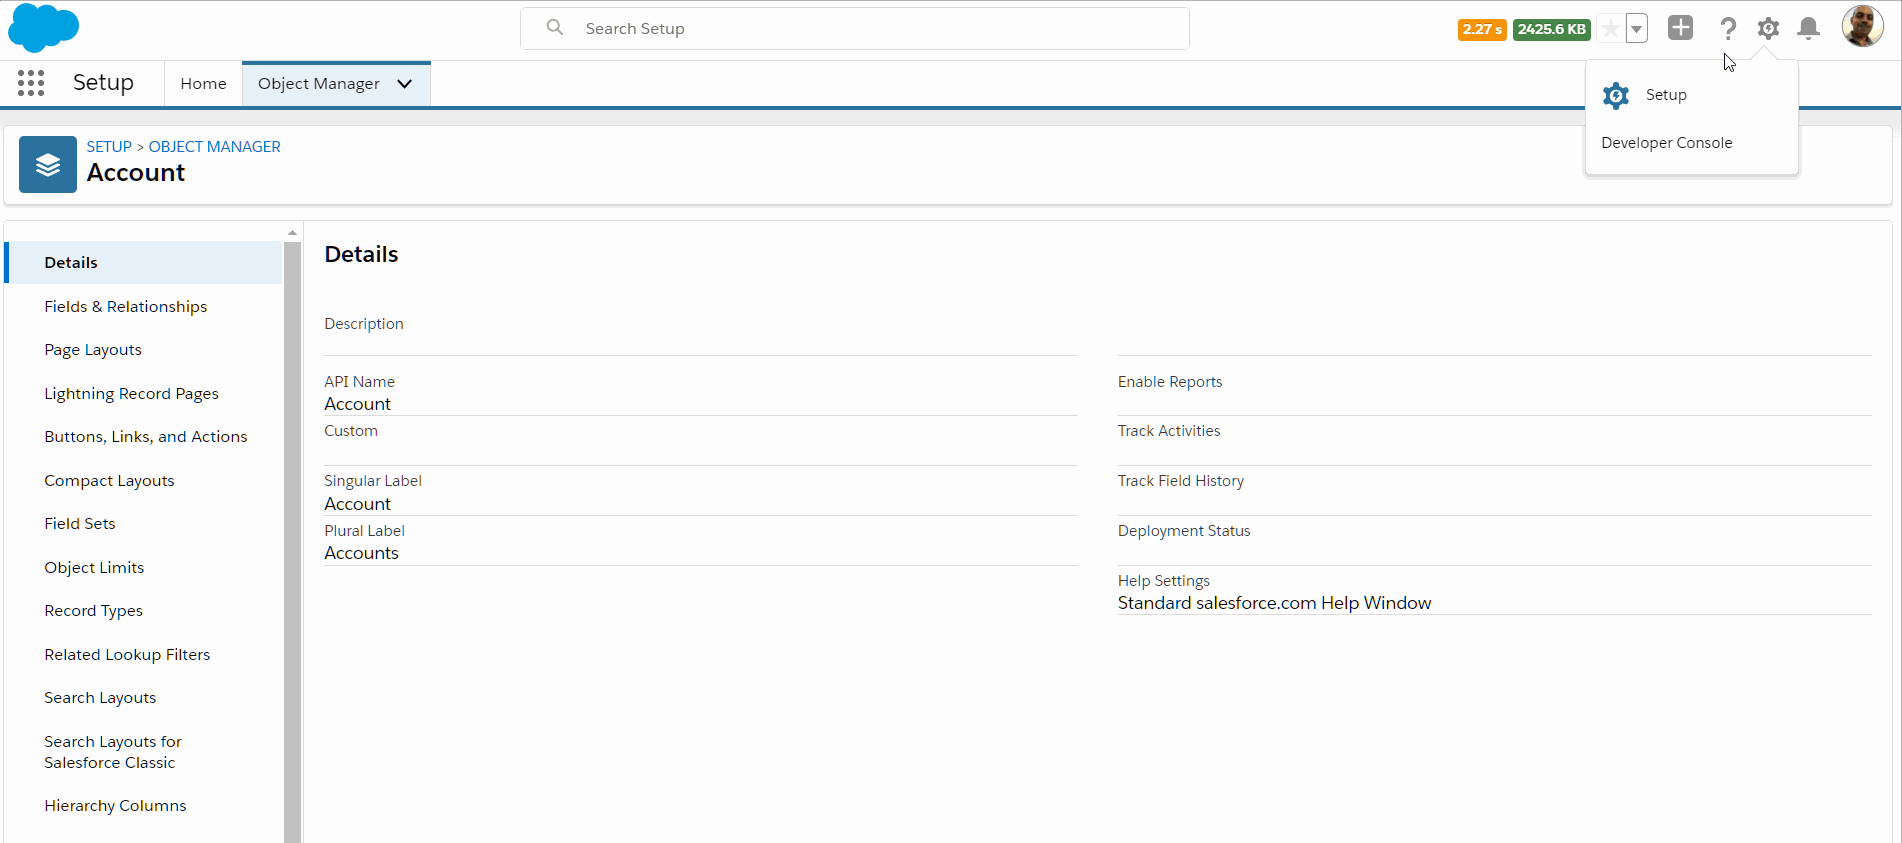 Search Setup
2.27 s
2425.6 KB
Setup
Home
Object Manager
Setup
Developer Console
SETUP > OBJECT MANAGER
Account
Details
Fields & Relationships
Page Layouts
Lightning Record Pages
Buttons, Links, and Actions
Compact Layouts
Field Sets
Object Limits
Record Types
Related Lookup Filters
Search Layouts
Search Layouts for
Salesforce Classic
Hierarchy Columns
Details
Description
API Name
Account
Custom
Singular Label
Account
Plural Label
Accounts
Enable Reports
Track Activities
Track Field History
Deployment Status
Help Settings
Standard salesforce.com Help Window